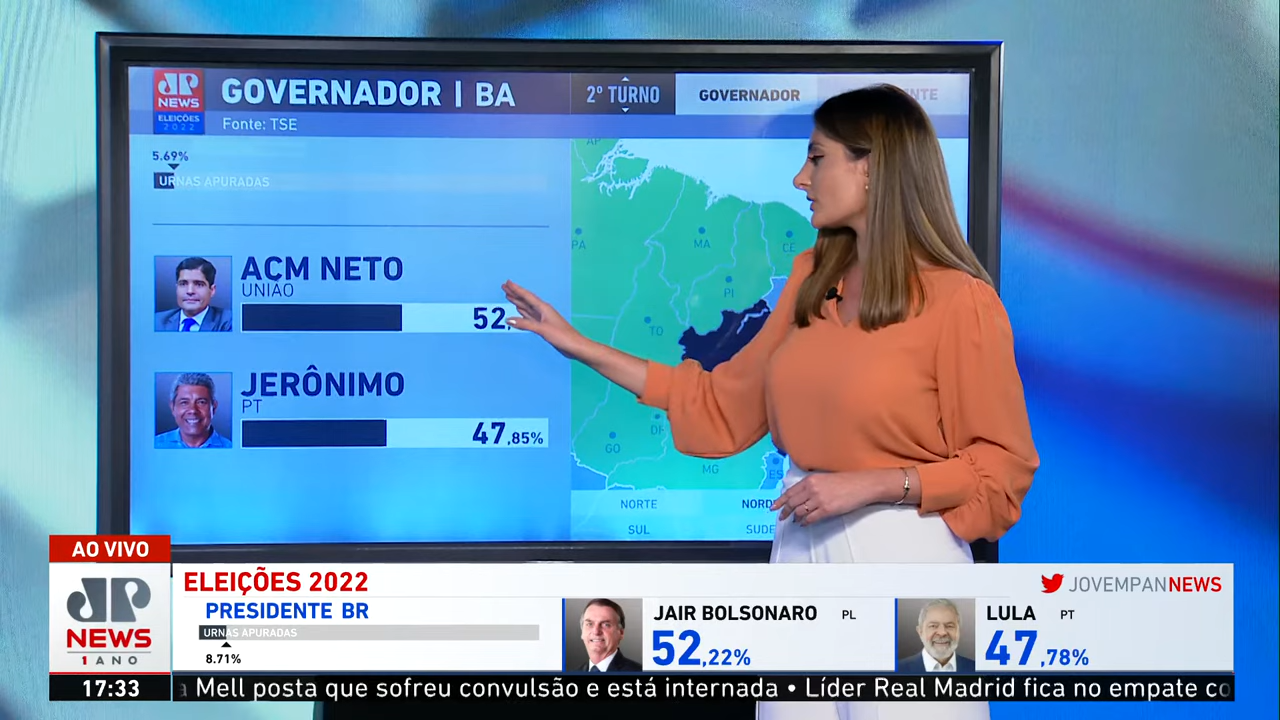 JP
NEWS
ELEIÇÕES
2022
GOVERNADOR | BA
Fonte: TSE
2º TURNO
GOVERNADOR
NTE
5.69%
URNAS APURADAS
ACM NETO
UNIÃO
52,
JERÔNIMO
PT
47,85%
AP
PA
MA
CE
PI
TO
DF
GO
MG
ES
NORTE
NORD
SUL
SUDE
AO VIVO
JP
NEWS
1 ANO
17:33
ELEIÇÕES 2022
JOVEMPANNEWS
PRESIDENTE BR
URNAS APURADAS
8.71%
JAIR BOLSONARO PL
52,22%
LULA PT
47,78%
a Mell posta que sofreu convulsão e está internada • Líder Real Madrid fica no empate co